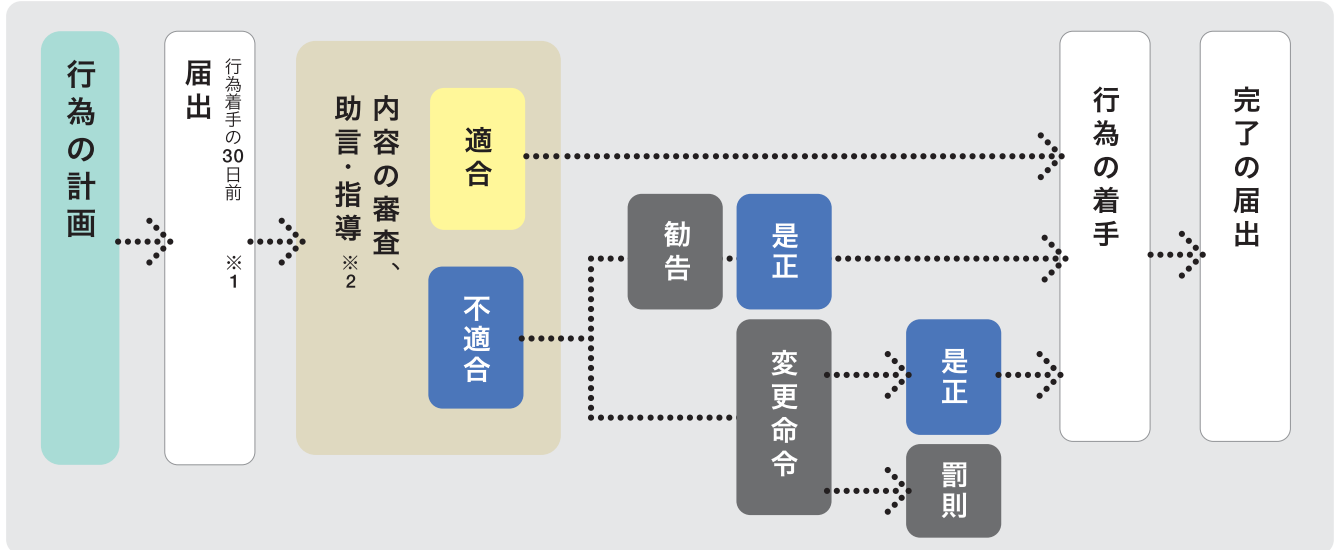 行為の計画
届出
行為着手の30日前 ※1
内容の審査、
助言・指導 ※2
適合
不適合
勧告
是正
変更命令
是正
罰則
行為の着手
完了の届出